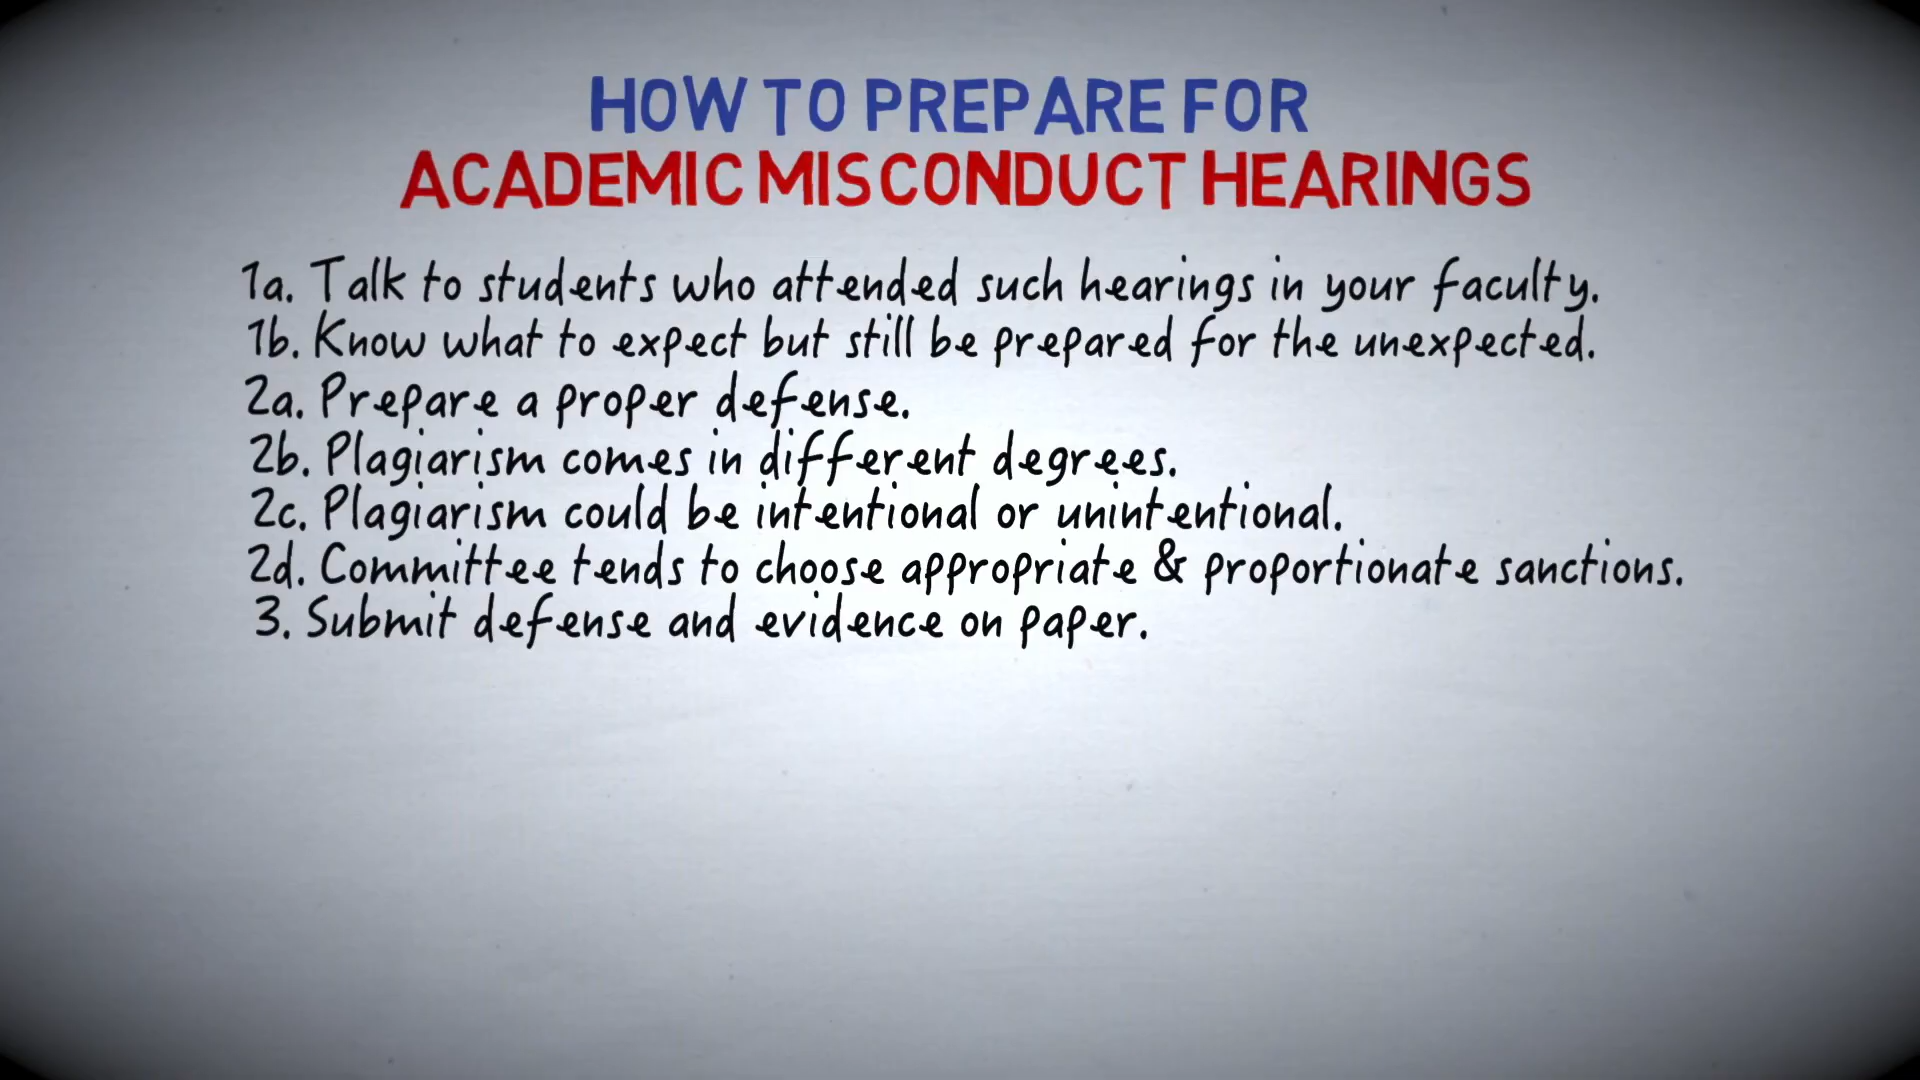 HOW TO PREPARE FOR
ACADEMIC MISCONDUCT HEARINGS
1a. Talk to students who attended such hearings in your faculty.
1b. Know what to expect but still be prepared for the unexpected.
2a. Prepare a proper defense.
2b. Plagiarism comes in different degrees.
2c. Plagiarism could be intentional or unintentional.
2d. Committee tends to choose appropriate & proportionate sanctions.
3. Submit defense and evidence on paper.